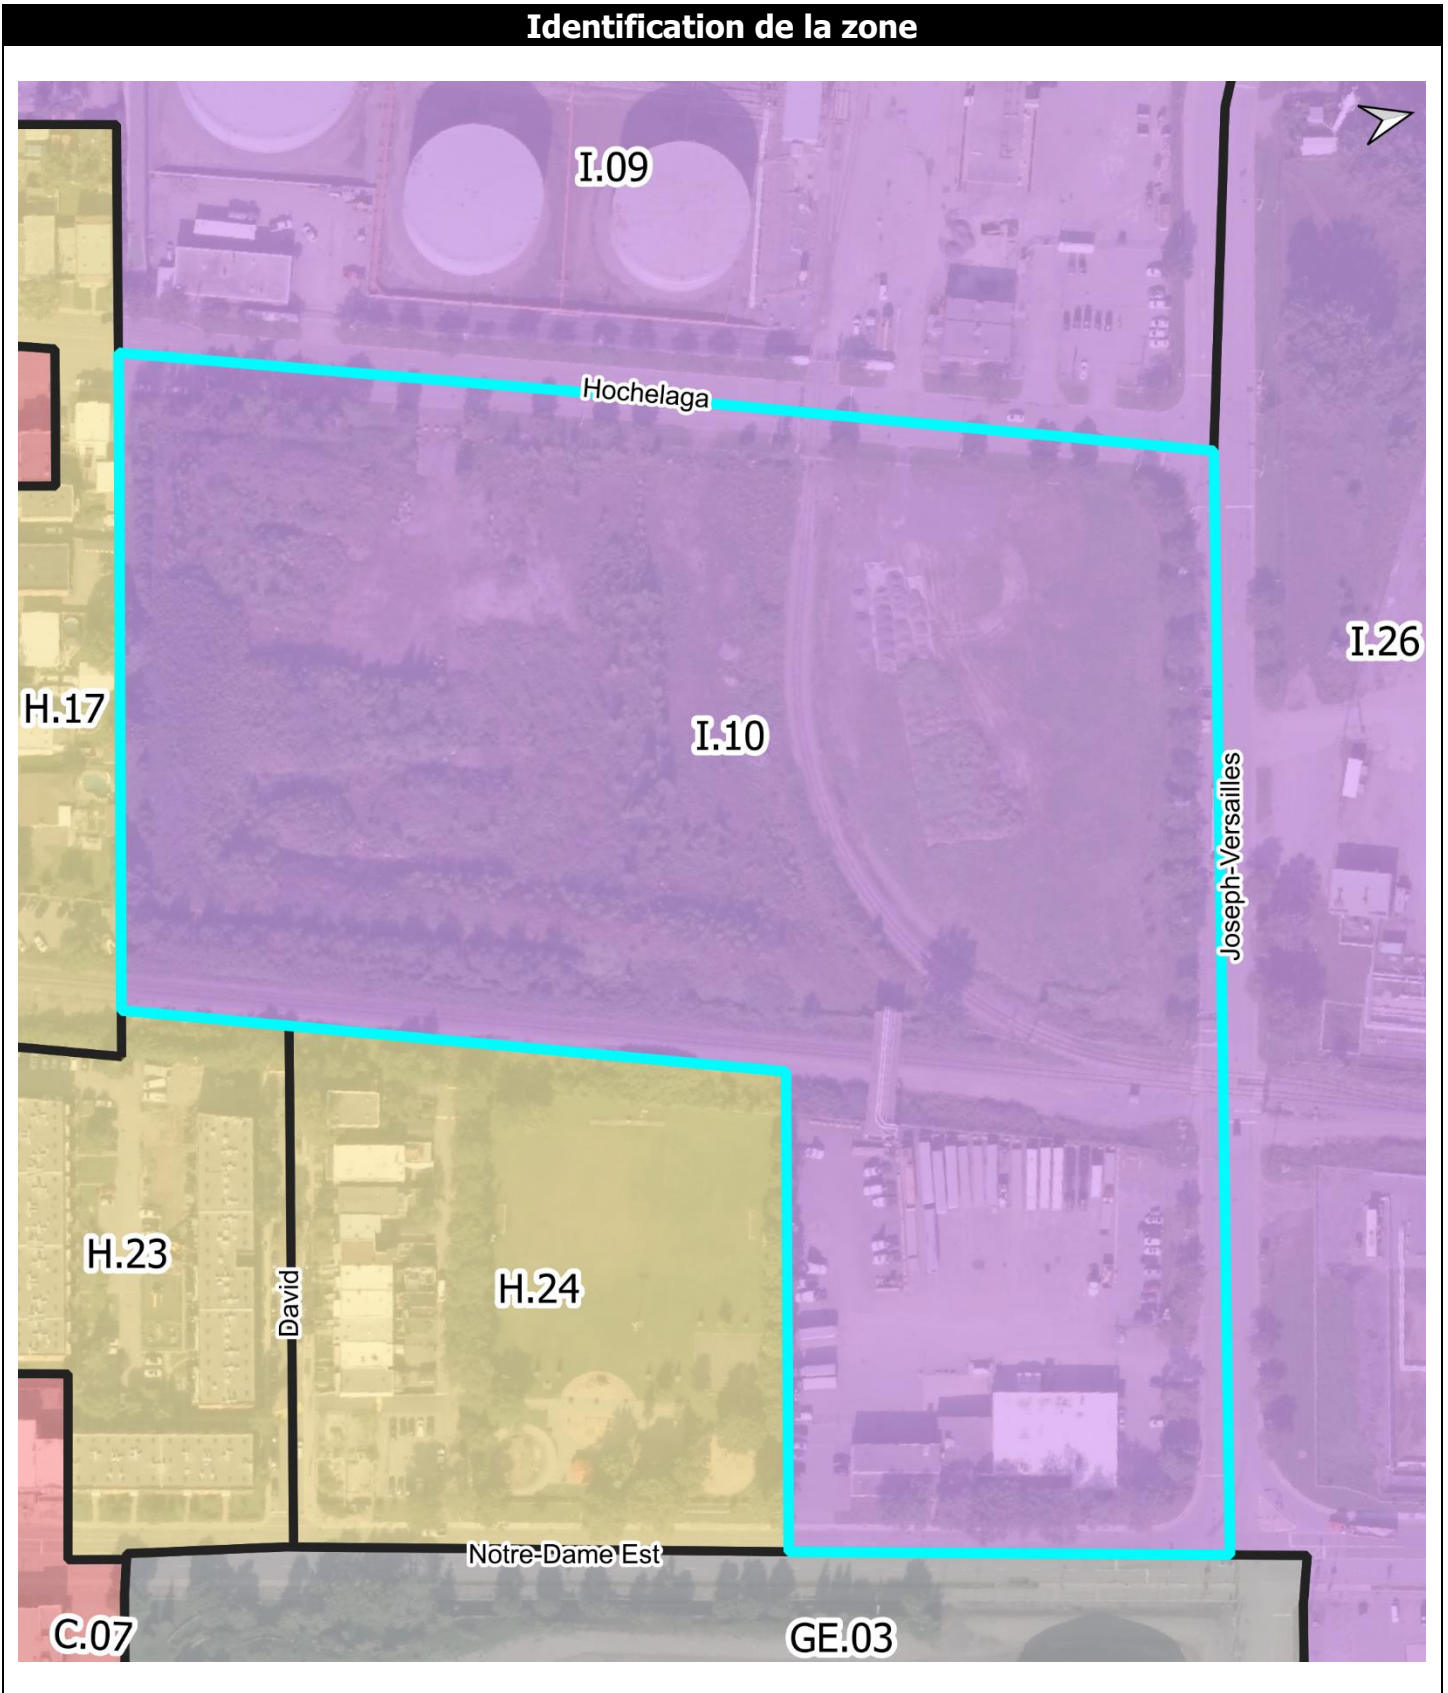 Identification de la zone
I.09
Hochelaga
I.26
H.17
I.10
Joseph-Versailles
H.23
H.24
David
Notre-Dame Est
C.07
GE.03